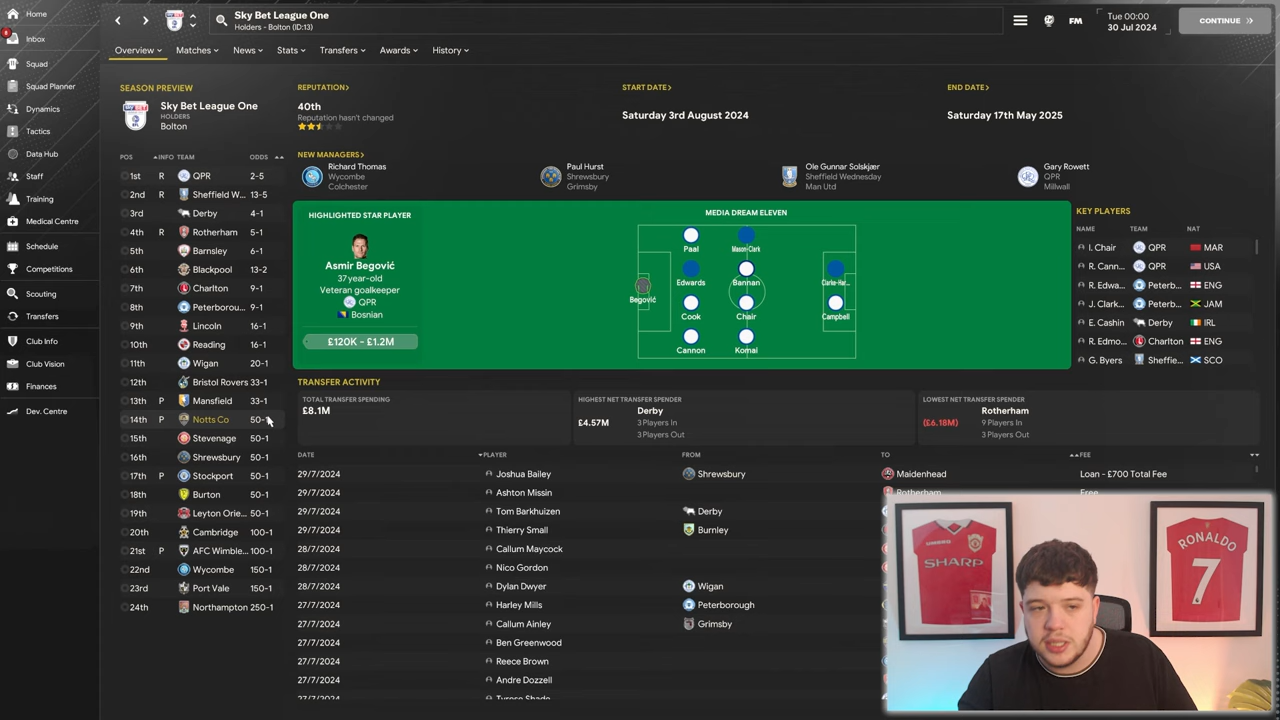 Home
Sky Bet League One
Holders - Bolton (ID:13)
FM
Tue 00:00
30 Jul 2024
CONTINUE
8
Inbox
Squad
Squad Planner
Dynamics
Tactics
Data Hub
Staff
Training
Medical Centre
Schedule
Competitions
Scouting
Transfers
Club Info
Club Vision
Finances
Dev. Centre
Overview
Matches
News
Stats
Transfers
Awards
History
SEASON PREVIEW
Sky Bet League One
HOLDERS
Bolton
REPUTATION>
40th
Reputation hasn't changed
START DATE>
Saturday 3rd August 2024
END DATE>
Saturday 17th May 2025
NEW MANAGERS>
Richard Thomas
Wycombe
Colchester
Paul Hurst
Shrewsbury
Grimsby
Ole Gunnar Solskjær
Sheffield Wednesday
Man Utd
Gary Rowett
QPR
Millwall
POS INFO TEAM ODDS
1st R QPR 2-5
2nd R Sheffield W... 13-5
3rd Derby 4-1
4th R Rotherham 5-1
5th Barnsley 6-1
6th Blackpool 13-2
7th Charlton 9-1
8th Peterborou... 9-1
9th Lincoln 16-1
10th Reading 16-1
11th Wigan 20-1
12th Bristol Rovers 33-1
13th P Mansfield 33-1
14th P Notts Co 50-1
15th Stevenage 50-1
16th Shrewsbury 50-1
17th P Stockport 50-1
18th Burton 50-1
19th Leyton Orie... 50-1
20th Cambridge 100-1
21st P AFC Wimble... 100-1
22nd Wycombe 150-1
23rd Port Vale 150-1
24th Northampton 250-1
HIGHLIGHTED STAR PLAYER
Asmir Begović
37 year-old
Veteran goalkeeper
QPR
Bosnian
£120K - £1.2M
MEDIA DREAM ELEVEN
Paal
Mason-Clark
Edwards
Bannan
Clarke-Har...
Begović
Cook
Chair
Campbell
Cannon
Komai
KEY PLAYERS
NAME TEAM NAT
I. Chair QPR MAR
R. Cann... QPR USA
R. Edwa... Peterb... ENG
J. Clark... Peterb... JAM
E. Cashin Derby IRL
R. Edmo... Charlton ENG
G. Byers Sheffie... SCO
TRANSFER ACTIVITY
TOTAL TRANSFER SPENDING
£8.1M
HIGHEST NET TRANSFER SPENDER
£4.57M
Derby
3 Players In
3 Players Out
LOWEST NET TRANSFER SPENDER
(£6.18M)
Rotherham
9 Players In
3 Players Out
DATE PLAYER FROM TO FEE
29/7/2024 Joshua Bailey Shrewsbury Maidenhead Loan - £700 Total Fee
29/7/2024 Ashton Missin Rotherham Free
29/7/2024 Tom Barkhuizen Derby
29/7/2024 Thierry Small Burnley
28/7/2024 Callum Maycock
28/7/2024 Nico Gordon
28/7/2024 Dylan Dwyer Wigan
27/7/2024 Harley Mills Peterborough
27/7/2024 Callum Ainley Grimsby
27/7/2024 Ben Greenwood
27/7/2024 Reece Brown
27/7/2024 Andre Dozzell
27/7/2024 Tyrese Shade
SHARP
RONALDO
7